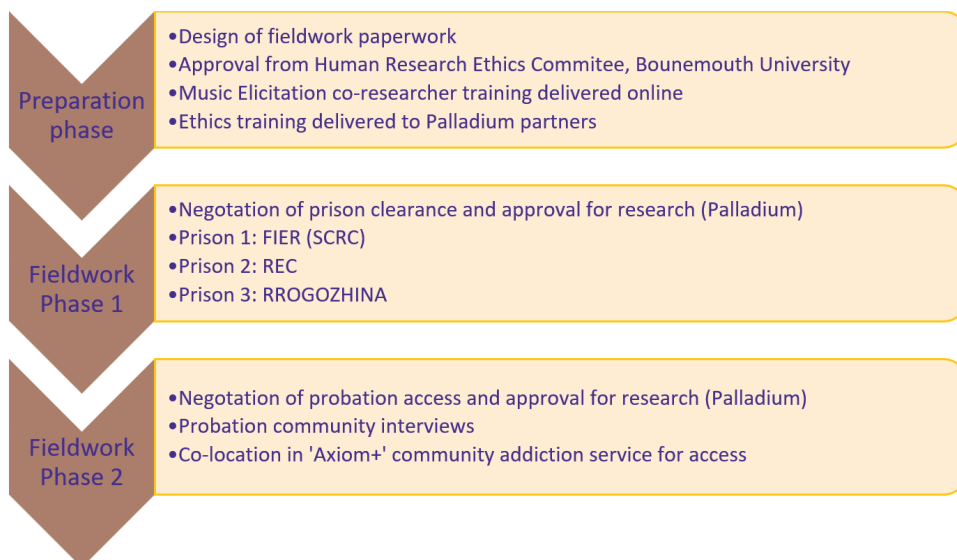 Preparation
phase
•Design of fieldwork paperwork
•Approval from Human Research Ethics Commitee, Bounemouth University
•Music Elicitation co-researcher training delivered online
•Ethics training delivered to Palladium partners
Fieldwork
Phase 1
•Negotation of prison clearance and approval for research (Palladium)
•Prison 1: FIER (SCRC)
•Prison 2: REC
•Prison 3: RROGOZHINA
Fieldwork
Phase 2
•Negotation of probation access and approval for research (Palladium)
•Probation community interviews
•Co-location in 'Axiom+' community addiction service for access